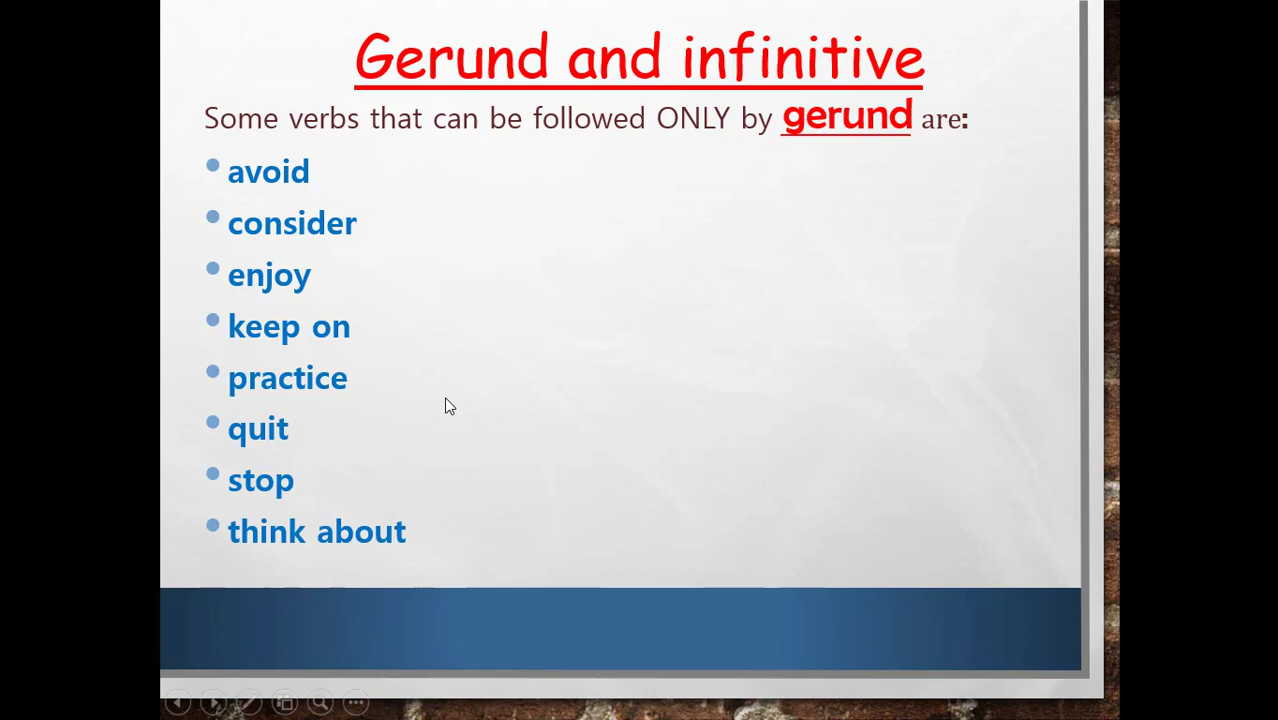 Gerund and infinitive
Some verbs that can be followed ONLY by gerund are:
• avoid
• consider
• enjoy
• keep on
• practice
• quit
• stop
• think about